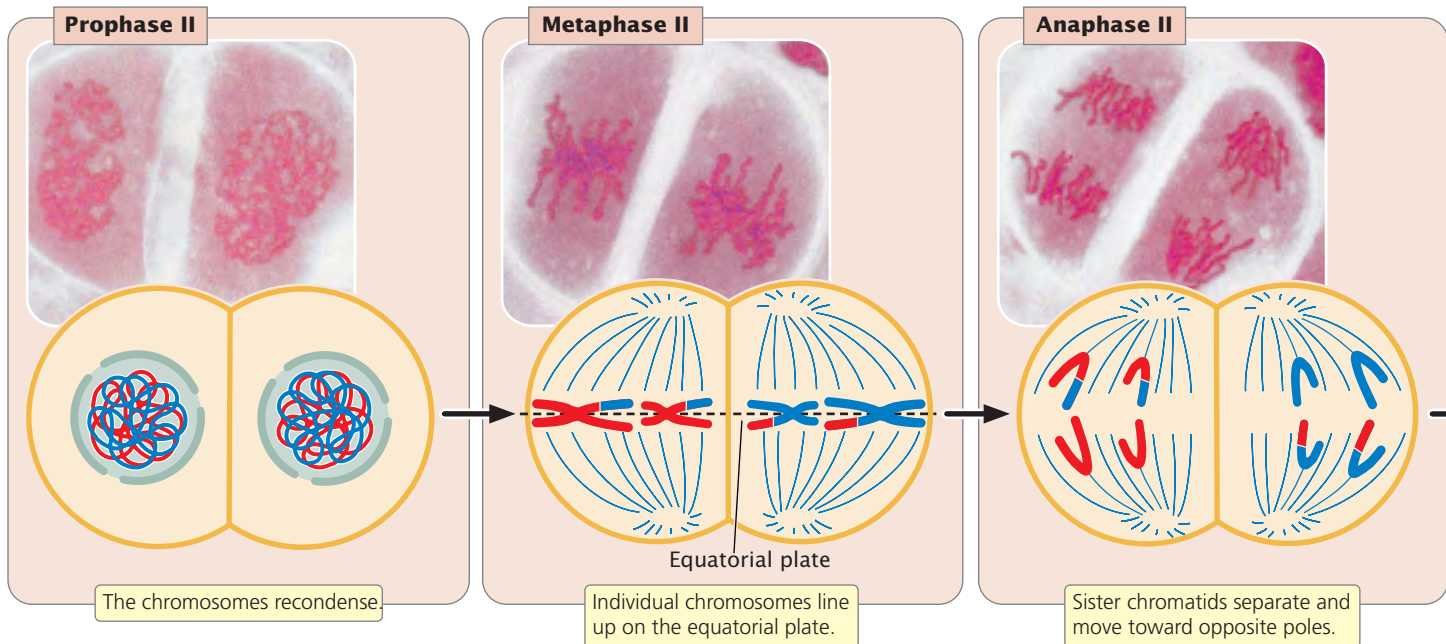 Prophase II
Metaphase II
Anaphase II
Equatorial plate
The chromosomes recondense.
Individual chromosomes line
up on the equatorial plate.
Sister chromatids separate and
move toward opposite poles.